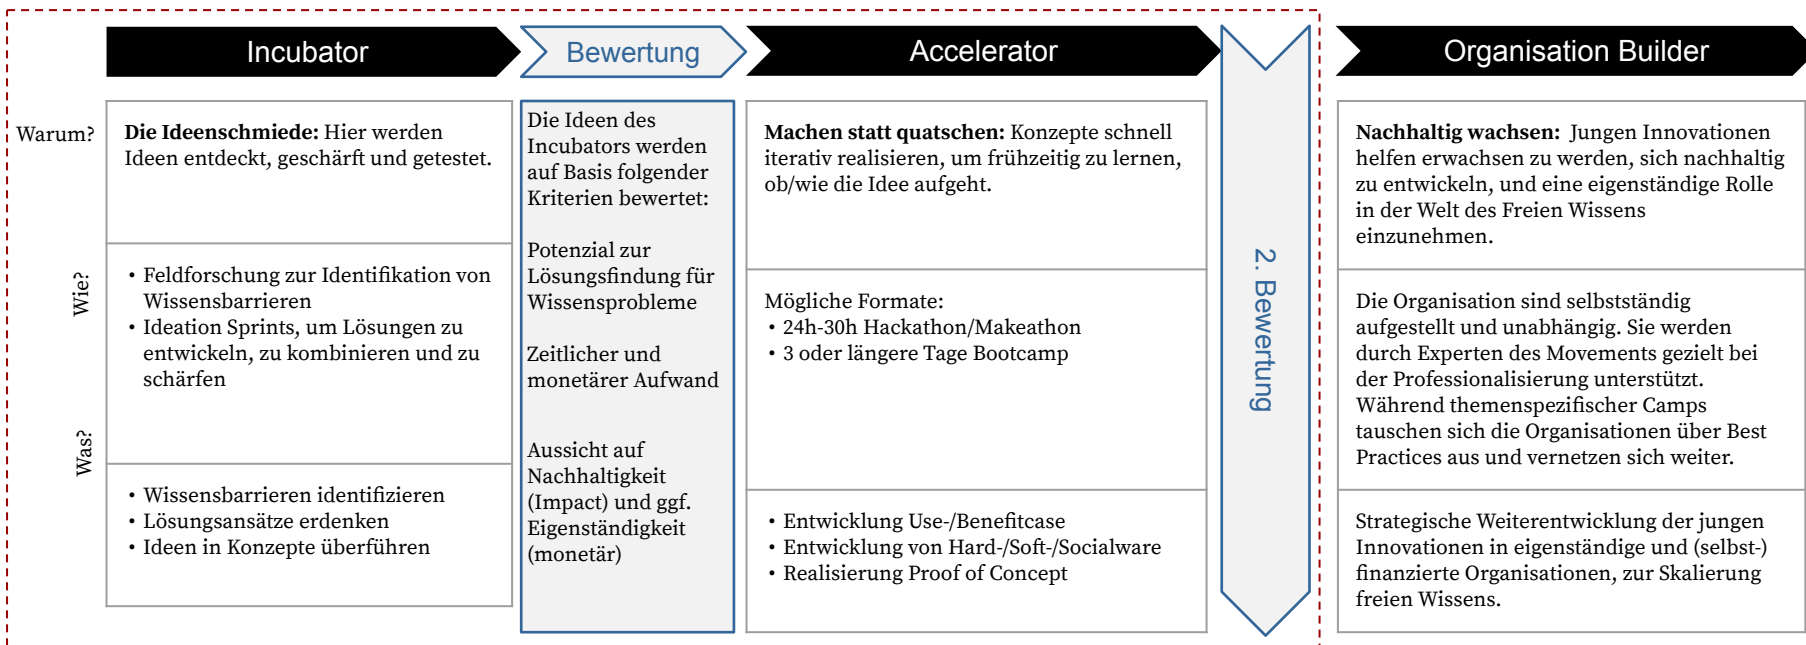 Incubator
Bewertung
Accelerator
Organisation Builder
Warum?
Die Ideenschmiede: Hier werden
Ideen entdeckt, geschärft und getestet.
Wie?
• Feldforschung zur Identifikation von
Wissensbarrieren
• Ideation Sprints, um Lösungen zu
entwickeln, zu kombinieren und zu
schärfen
Was?
• Wissensbarrieren identifizieren
• Lösungsansätze erdenken
• Ideen in Konzepte überführen
Die Ideen des
Incubators werden
auf Basis folgender
Kriterien bewertet:
Potenzial zur
Lösungsfindung für
Wissensprobleme
Zeitlicher und
monetärer Aufwand
Aussicht auf
Nachhaltigkeit
(Impact) und ggf.
Eigenständigkeit
(monetär)
Machen statt quatschen: Konzepte schnell
iterativ realisieren, um frühzeitig zu lernen,
ob/wie die Idee aufgeht.
Mögliche Formate:
• 24h-30h Hackathon/Makeathon
• 3 oder längere Tage Bootcamp
• Entwicklung Use-/Benefitcase
• Entwicklung von Hard-/Soft-/Socialware
• Realisierung Proof of Concept
2. Bewertung
Nachhaltig wachsen: Jungen Innovationen
helfen erwachsen zu werden, sich nachhaltig
zu entwickeln, und eine eigenständige Rolle
in der Welt des Freien Wissens
einzunehmen.
Die Organisation sind selbstständig
aufgestellt und unabhängig. Sie werden
durch Experten des Movements gezielt bei
der Professionalisierung unterstützt.
Während themenspezifischer Camps
tauschen sich die Organisationen über Best
Practices aus und vernetzen sich weiter.
Strategische Weiterentwicklung der jungen
Innovationen in eigenständige und (selbst-)
finanzierte Organisationen, zur Skalierung
freien Wissens.